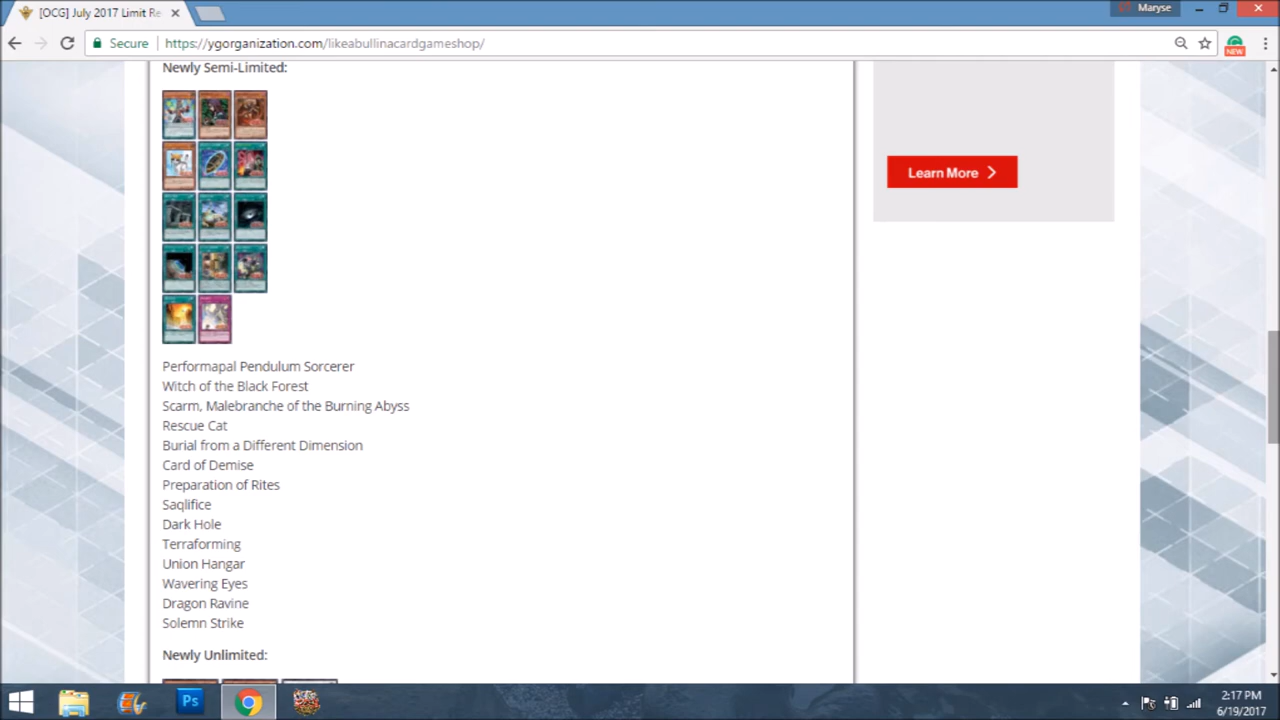 [OCG] July 2017 Limit Re
Maryse
Secure
https://ygorganization.com/likeabullinacardgameshop/
NEW
Newly Semi-Limited:
Learn More
Performapal Pendulum Sorcerer
Witch of the Black Forest
Scarm, Malebranche of the Burning Abyss
Rescue Cat
Burial from a Different Dimension
Card of Demise
Preparation of Rites
Saqlifice
Dark Hole
Terraforming
Union Hangar
Wavering Eyes
Dragon Ravine
Solemn Strike
Newly Unlimited:
Ps
2:17 PM
6/19/2017